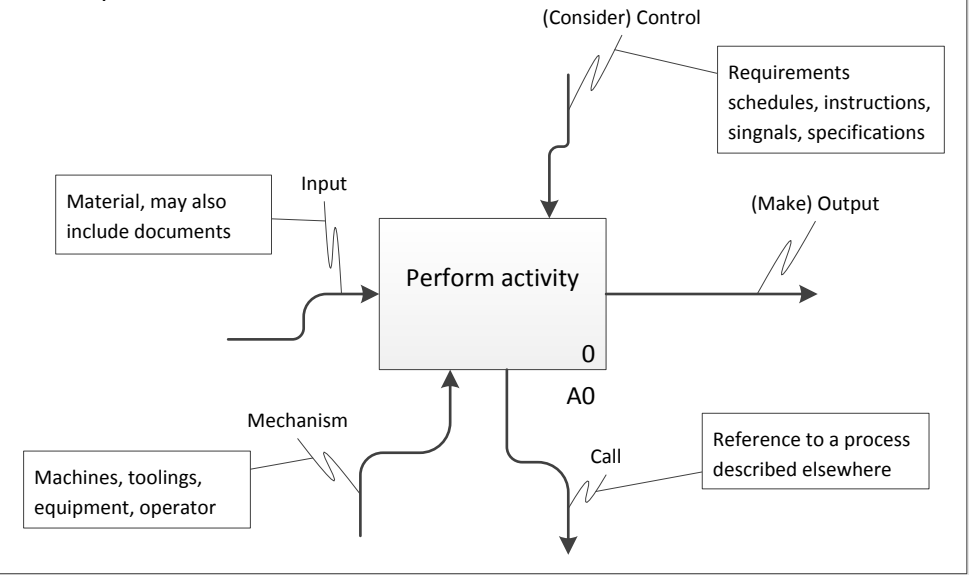 (Consider) Control
Requirements
schedules, instructions,
singnals, specifications
Input
Material, may also
include documents
(Make) Output
Perform activity
0
A0
Mechanism
Machines, toolings,
equipment, operator
Call
Reference to a process
described elsewhere